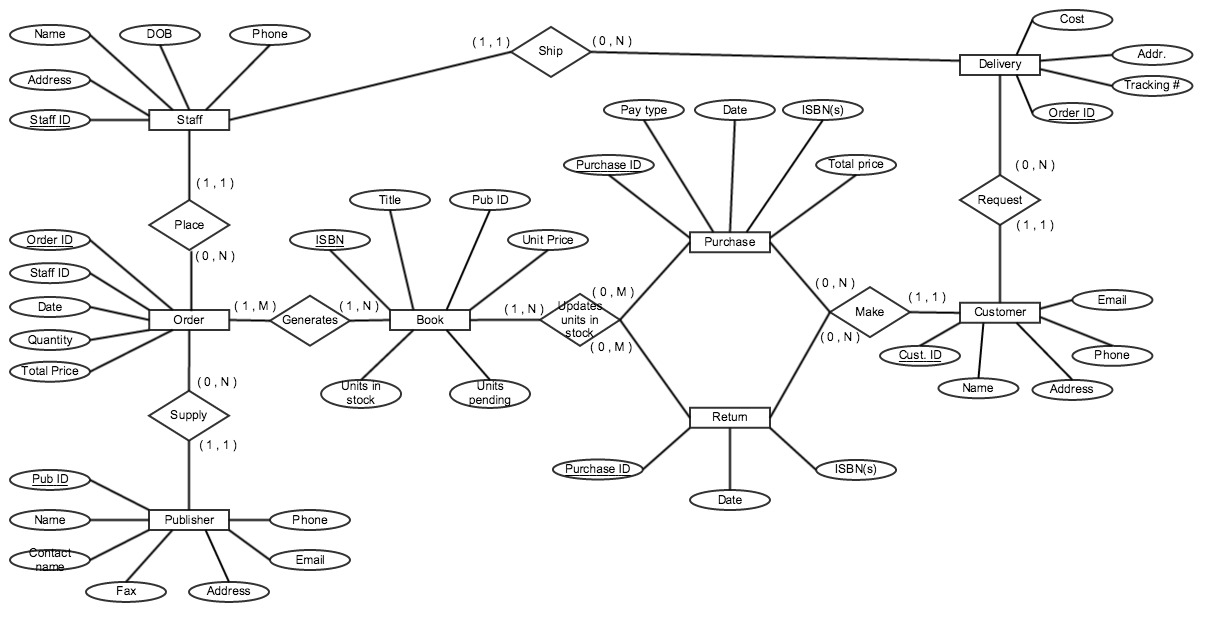 Cost
Name
DOB
Phone
( 1 , 1 )
Ship
( 0 , N )
Delivery
Addr.
Address
Tracking #
Staff ID
Staff
Order ID
Pay type
Date
ISBN(s)
Purchase ID
Total price
( 1 , 1 )
( 0 , N )
Place
Title
Pub ID
Request
( 0 , N )
( 1 , 1 )
Order ID
ISBN
Unit Price
Purchase
Staff ID
Date
Quantity
Total Price
Order
( 1 , M )
Generates
( 1 , N )
Book
( 1 , N )
( 0 , M )
Updates
units in
stock
( 0 , M )
( 0 , N )
Make
( 0 , N )
( 1 , 1 )
Customer
Email
Phone
Cust. ID
Name
Address
Units in
stock
Units
pending
( 0 , N )
Supply
( 1 , 1 )
Return
Purchase ID
Date
ISBN(s)
Pub ID
Name
Publisher
Phone
Contact
name
Email
Fax
Address